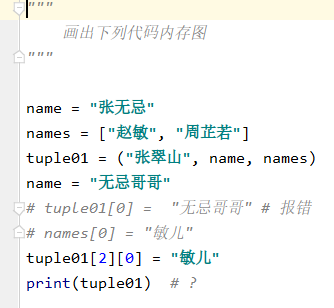 """
画出下列代码内存图
"""
name = "张无忌"
names = ["赵敏", "周芷若"]
tuple01 = ("张翠山", name, names)
name = "无忌哥哥"
# tuple01[0] =  "无忌哥哥" # 报错
# names[0] = "敏儿"
tuple01[2][0] = "敏儿"
print(tuple01)  # ?